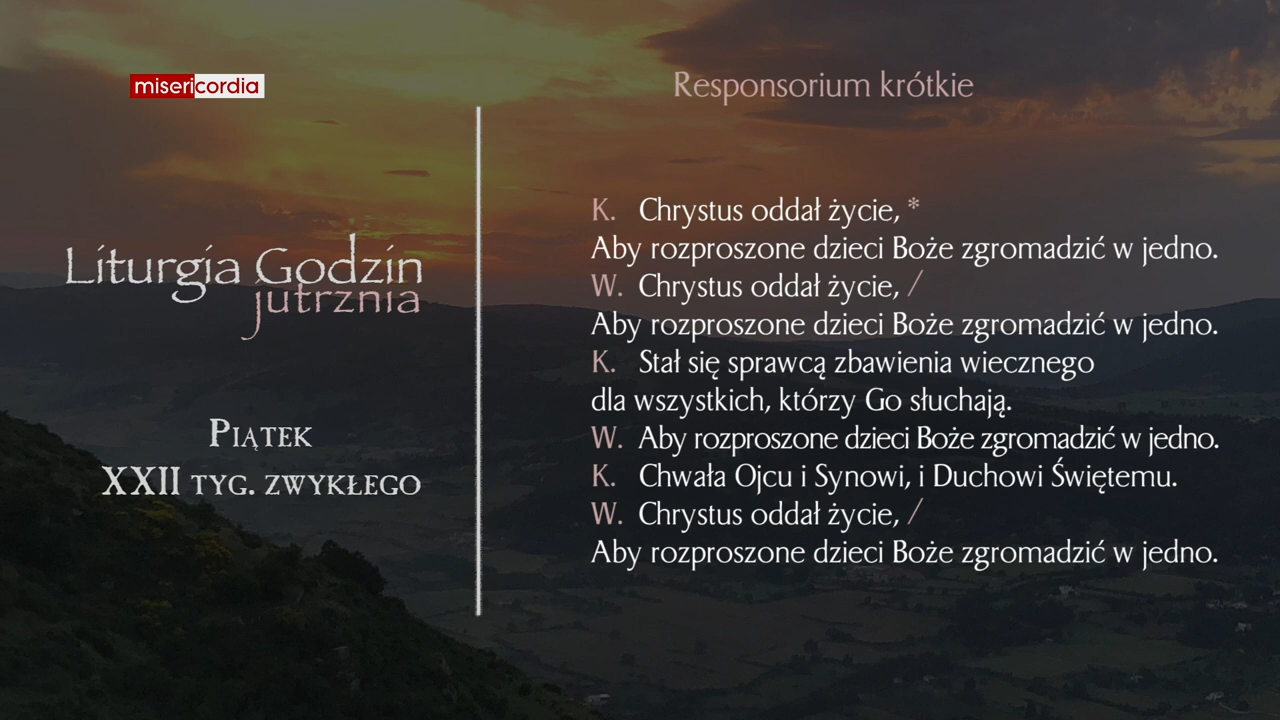 misericordia
Liturgia Godzin
jutrznia
Piątek
XXII tyg. zwykłego
Responsorium krótkie
K. Chrystus oddał życie, *
Aby rozproszone dzieci Boże zgromadzić w jedno.
W. Chrystus oddał życie, /
Aby rozproszone dzieci Boże zgromadzić w jedno.
K. Stał się sprawcą zbawienia wiecznego
dla wszystkich, którzy Go słuchają.
W. Aby rozproszone dzieci Boże zgromadzić w jedno.
K. Chwała Ojcu i Synowi, i Duchowi Świętemu.
W. Chrystus oddał życie, /
Aby rozproszone dzieci Boże zgromadzić w jedno.